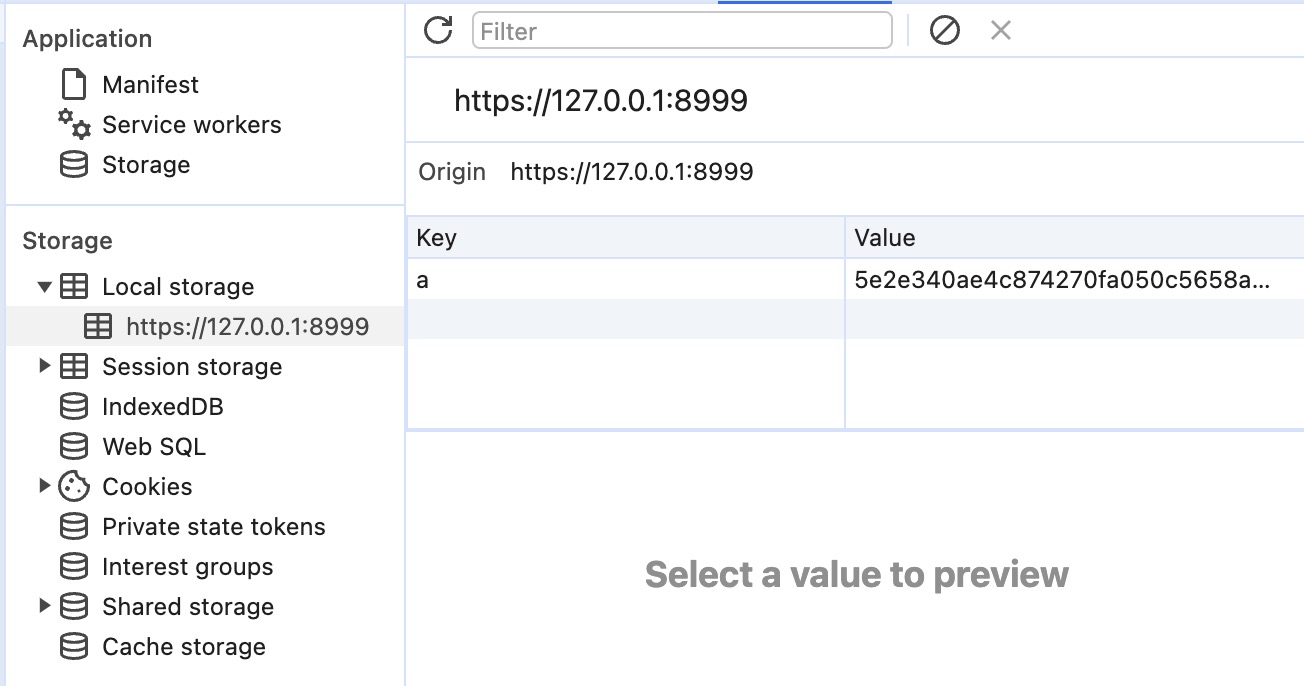 Application
Manifest
Service workers
Storage
Storage
Local storage
https://127.0.0.1:8999
Session storage
IndexedDB
Web SQL
Cookies
Private state tokens
Interest groups
Shared storage
Cache storage
Filter
https://127.0.0.1:8999
Origin https://127.0.0.1:8999
Key Value
a 5e2e340ae4c874270fa050c5658a...
Select a value to preview